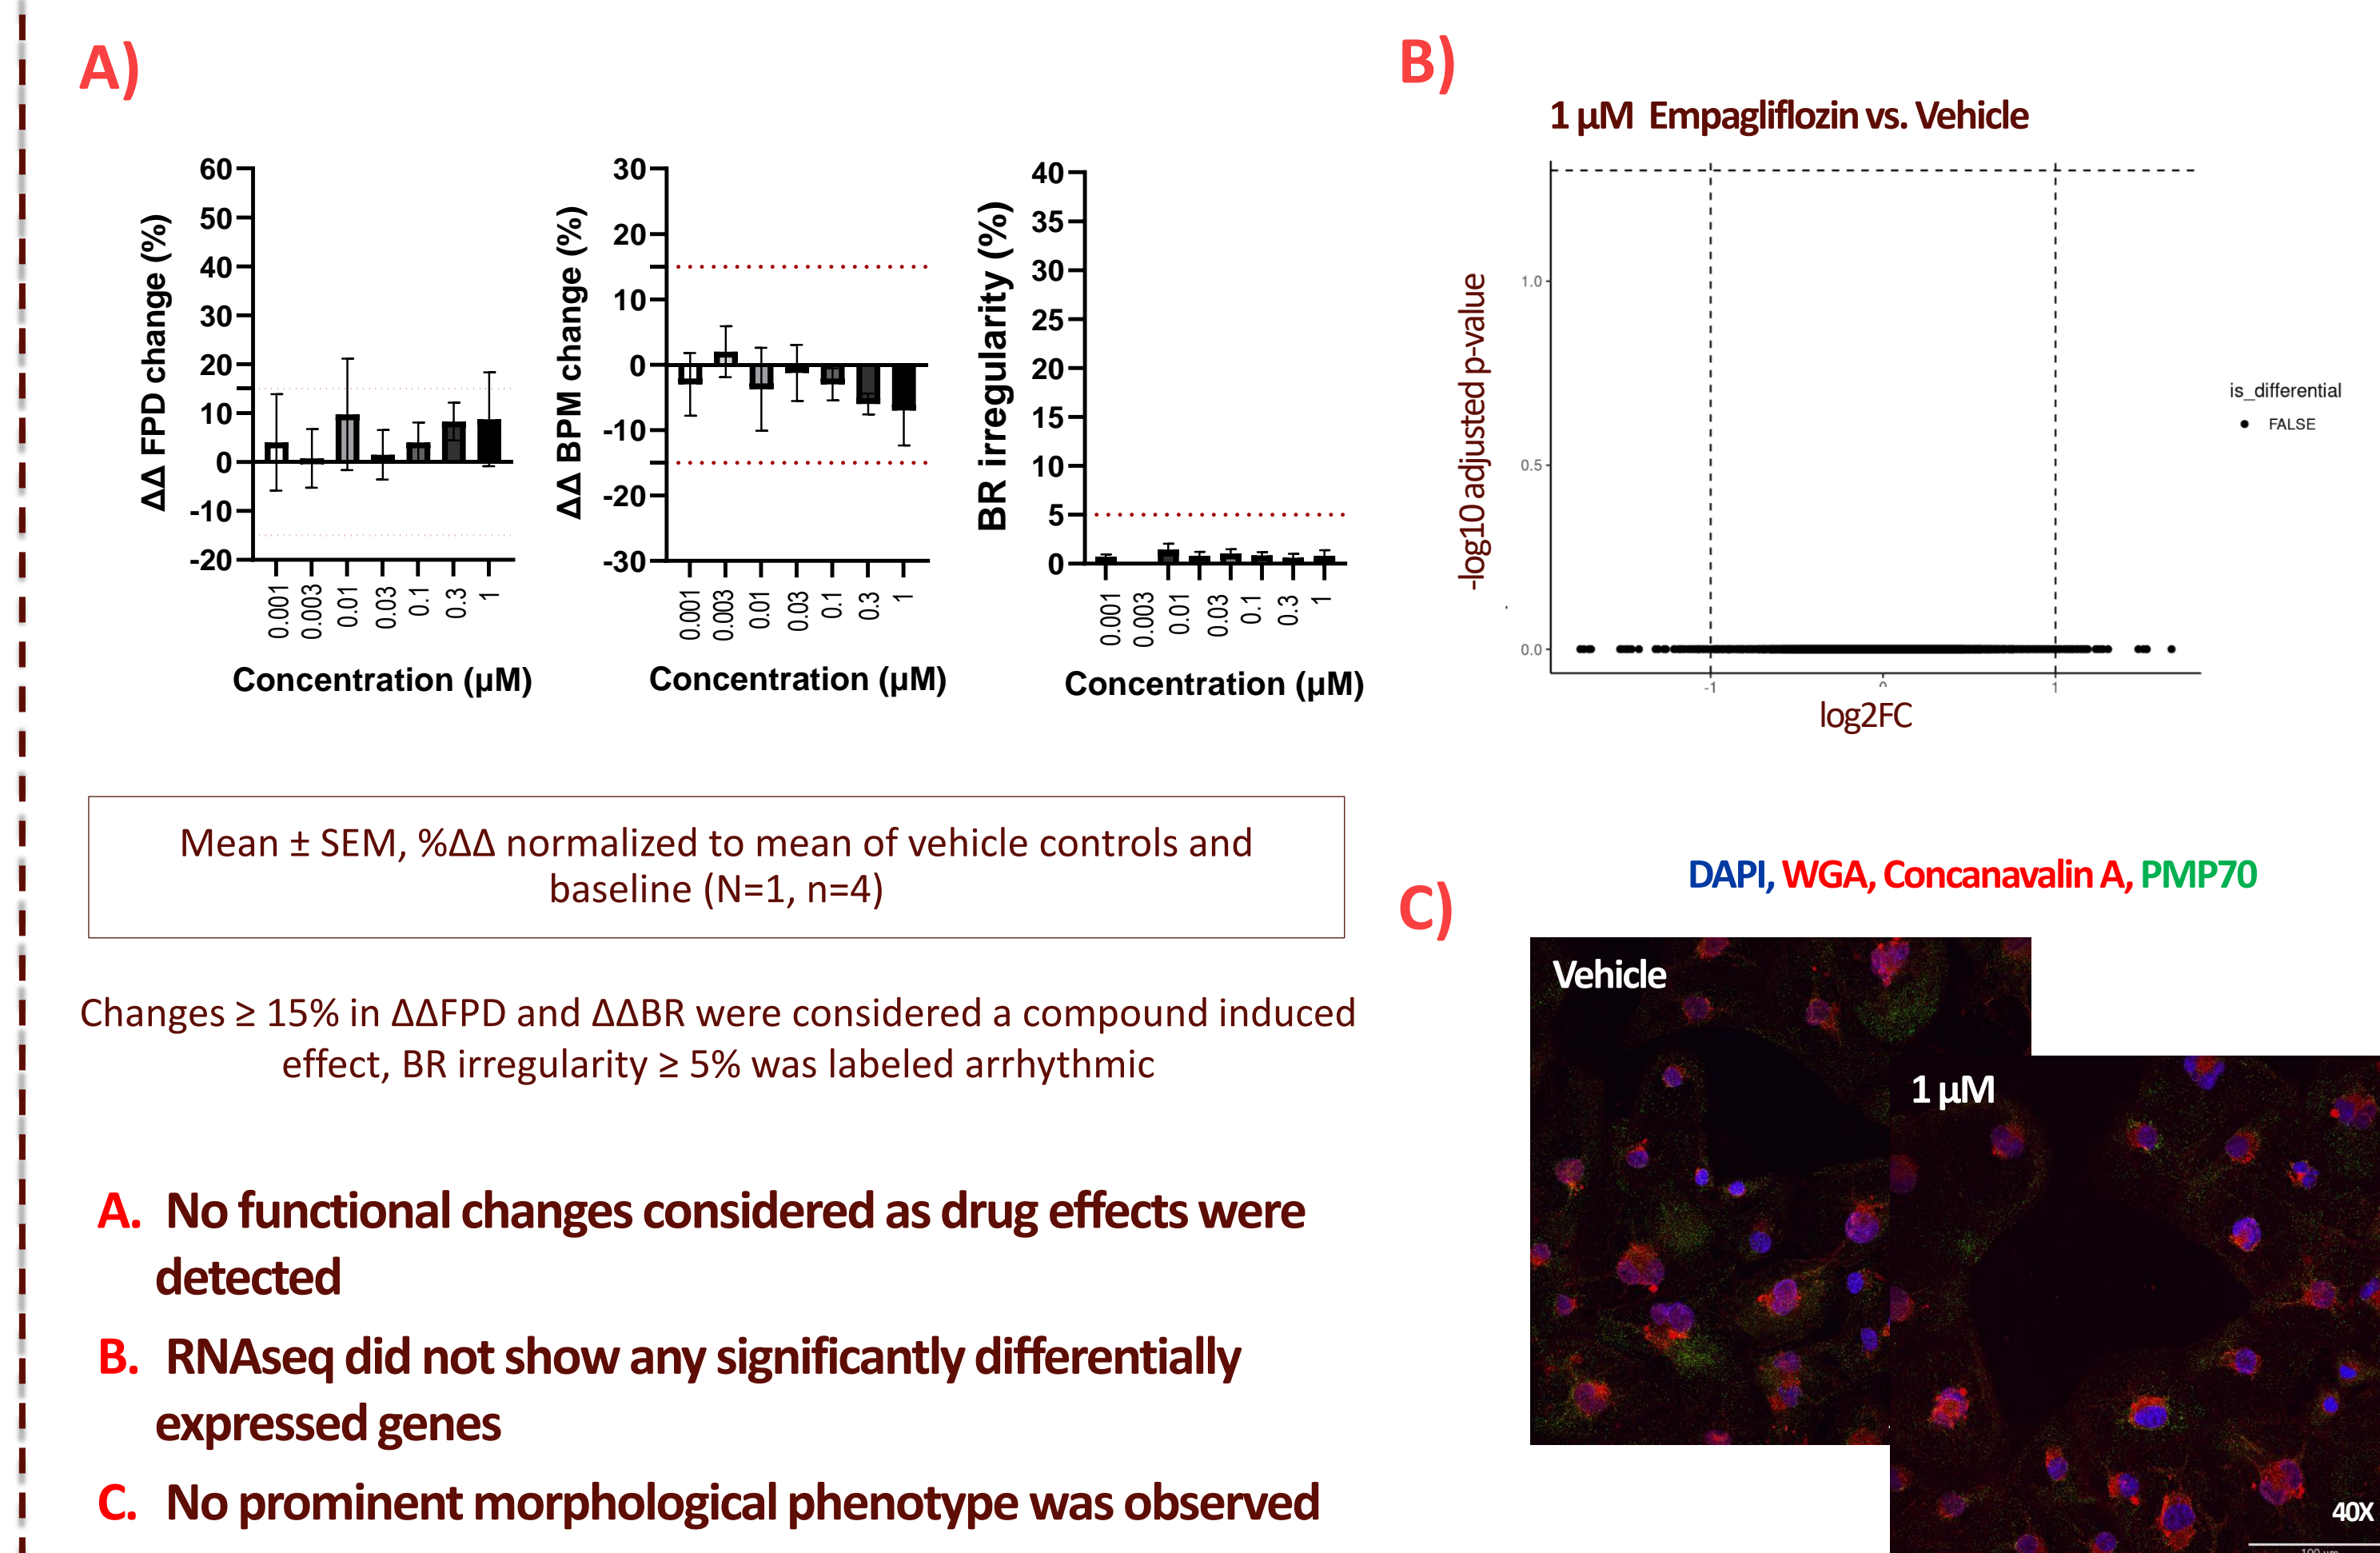 A)
60
50
40
30
20
10
0
-10
-20
ΔΔ FPD change (%)
0.001
0.003
0.01
0.03
0.1
0.3
1
Concentration (µM)
30
20
10
0
-10
-20
-30
ΔΔ BPM change (%)
0.001
0.003
0.01
0.03
0.1
0.3
1
Concentration (µM)
40
35
30
25
20
15
10
5
0
BR irregularity (%)
0.001
0.003
0.01
0.03
0.1
0.3
1
Concentration (µM)
Mean ± SEM, %ΔΔ normalized to mean of vehicle controls and
baseline (N=1, n=4)
Changes ≥ 15% in ΔΔFPD and ΔΔBR were considered a compound induced
effect, BR irregularity ≥ 5% was labeled arrhythmic
A. No functional changes considered as drug effects were
detected
B. RNAseq did not show any significantly differentially
expressed genes
C. No prominent morphological phenotype was observed
B)
1 µM Empagliflozin vs. Vehicle
-log10 adjusted p-value
1.0
0.5
0.0
-1
0
1
log2FC
is_differential
FALSE
C)
DAPI, WGA, Concanavalin A, PMP70
Vehicle
1 µM
40X